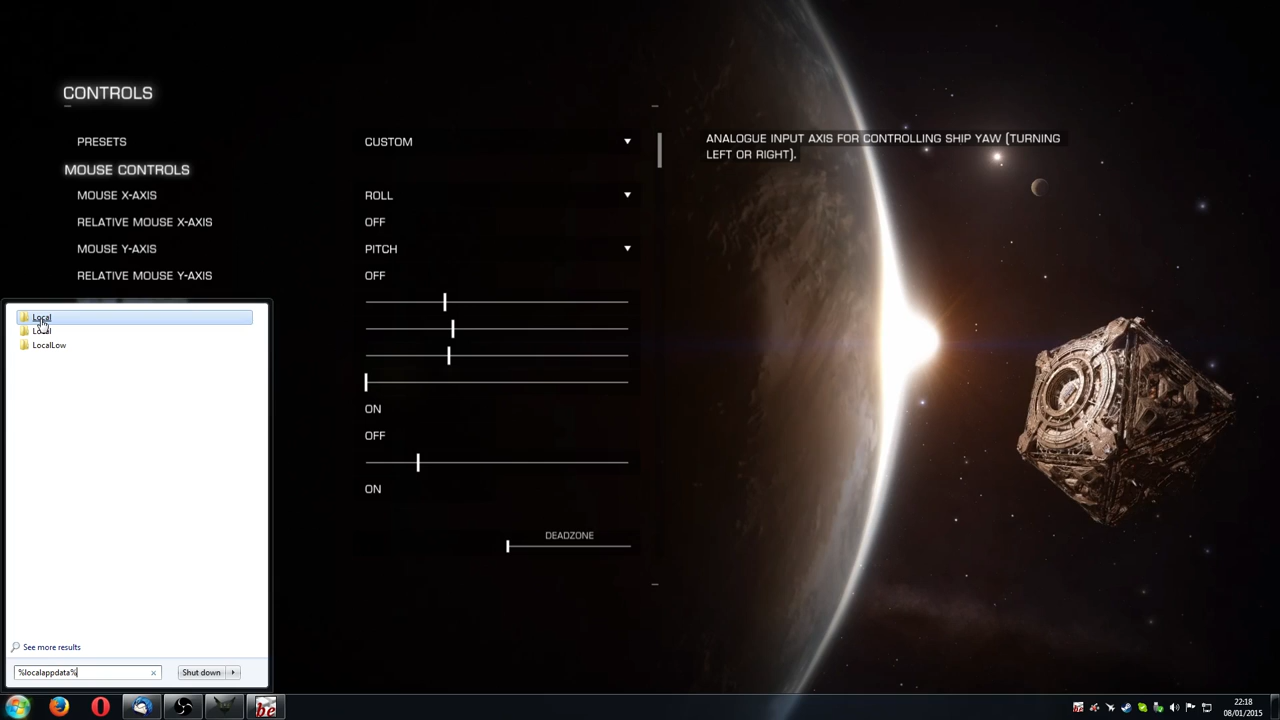 CONTROLS
PRESETS
CUSTOM
MOUSE CONTROLS
MOUSE X-AXIS
ROLL
RELATIVE MOUSE X-AXIS
OFF
MOUSE Y-AXIS
PITCH
RELATIVE MOUSE Y-AXIS
OFF
ON
OFF
ON
DEADZONE
ANALOGUE INPUT AXIS FOR CONTROLLING SHIP YAW (TURNING
LEFT OR RIGHT).
Local
Local
LocalLow
See more results
%localappdata%
Shut down
be
be
22:18
08/01/2015